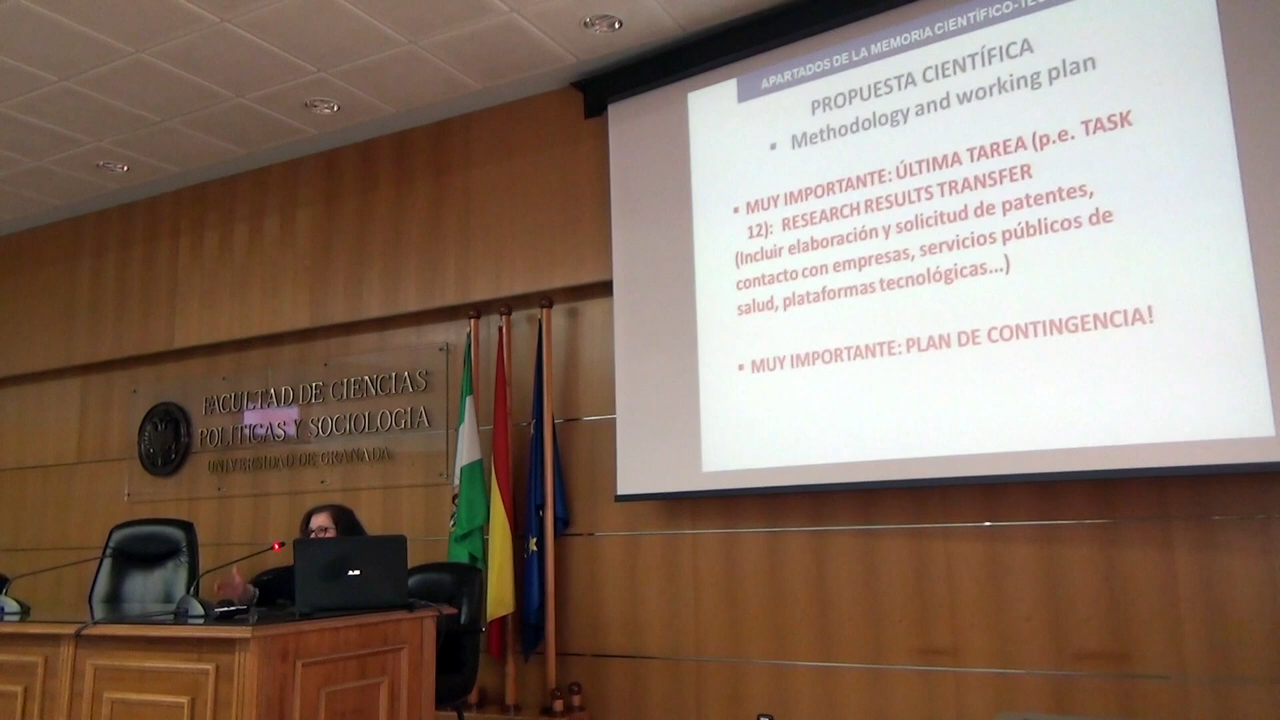 APARTADOS DE LA MEMORIA CIENTÍFICO-
PROPUESTA CIENTÍFICA
▪ Methodology and working plan
▪ MUY IMPORTANTE: ÚLTIMA TAREA (p.e. TASK
12): RESEARCH RESULTS TRANSFER
(Incluir elaboración y solicitud de patentes,
contacto con empresas, servicios públicos de
salud, plataformas tecnológicas...)
▪ MUY IMPORTANTE: PLAN DE CONTINGENCIA!
FACULTAD DE CIENCIAS
POLITICAS Y SOCIOLOGIA
UNIVERSIDAD DE GRANADA